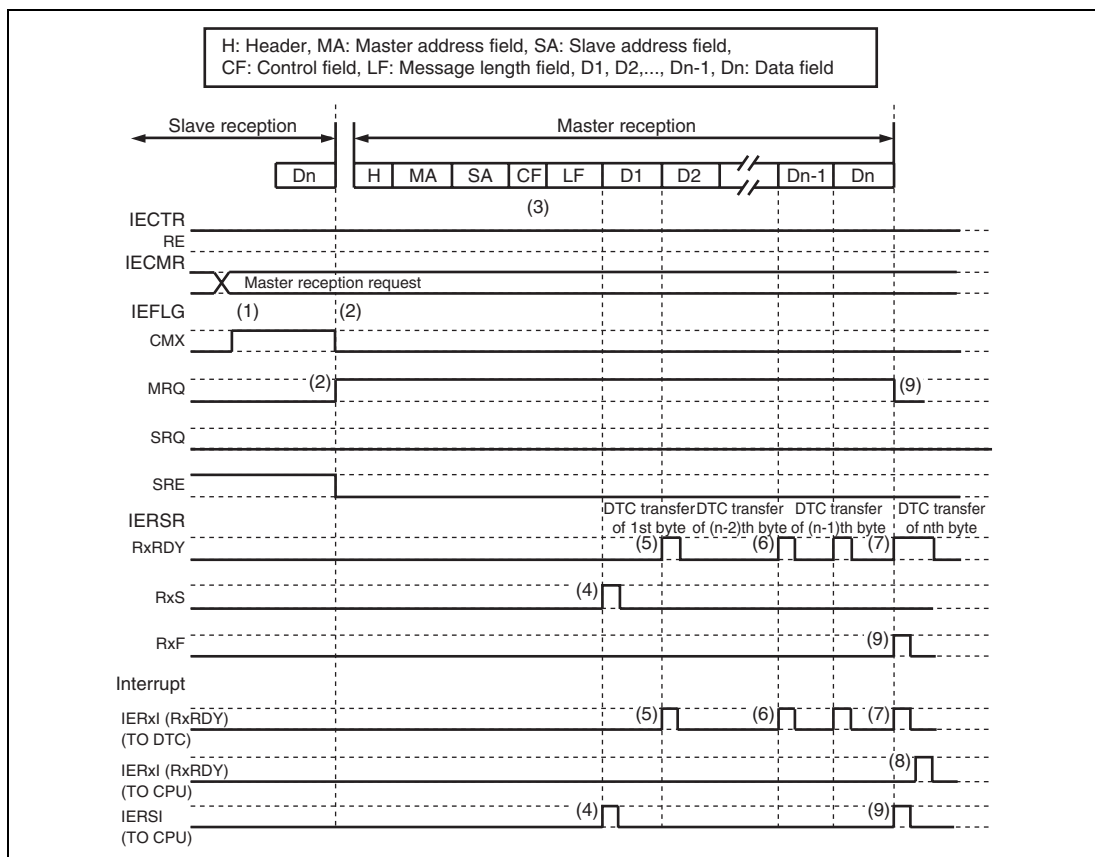 H: Header, MA: Master address field, SA: Slave address field,
CF: Control field, LF: Message length field, D1, D2,..., Dn-1, Dn: Data field
Slave reception
Master reception
Dn H MA SA CF LF D1 D2 Dn-1 Dn
(3)
IECTR
RE
IECMR
Master reception request
IEFLG (1) (2)
CMX
MRQ (2) (9)
SRQ
SRE
IERSR
DTC transfer DTC transfer DTC transfer DTC transfer
of 1st byte of (n-2)th byte of (n-1)th byte of nth byte
RxRDY (5) (6) (7)
RxS (4)
RxF (9)
Interrupt
IERxI (RxRDY) (5) (6) (7)
(TO DTC)
(8)
IERxI (RxRDY)
(TO CPU)
IERSI (4) (9)
(TO CPU)